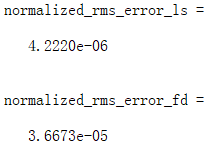 normalized_rms_error_ls =
4.2220e-06
normalized_rms_error_fd =
3.6673e-05